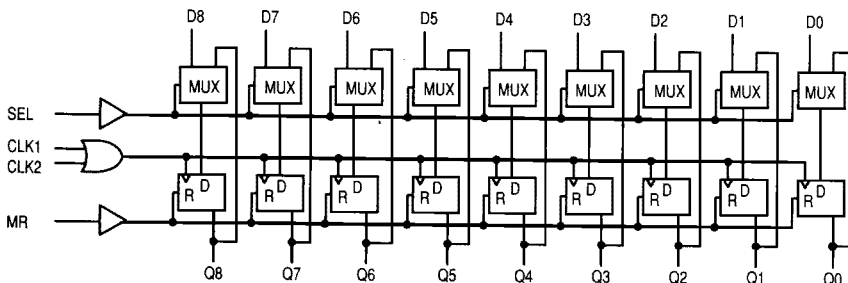 D8 D7 D6 D5 D4 D3 D2 D1 D0
MUX MUX MUX MUX MUX MUX MUX MUX MUX
SEL
CLK1
CLK2
D D D D D D D D D
R R R R R R R R R
MR
Q8 Q7 Q6 Q5 Q4 Q3 Q2 Q1 Q0